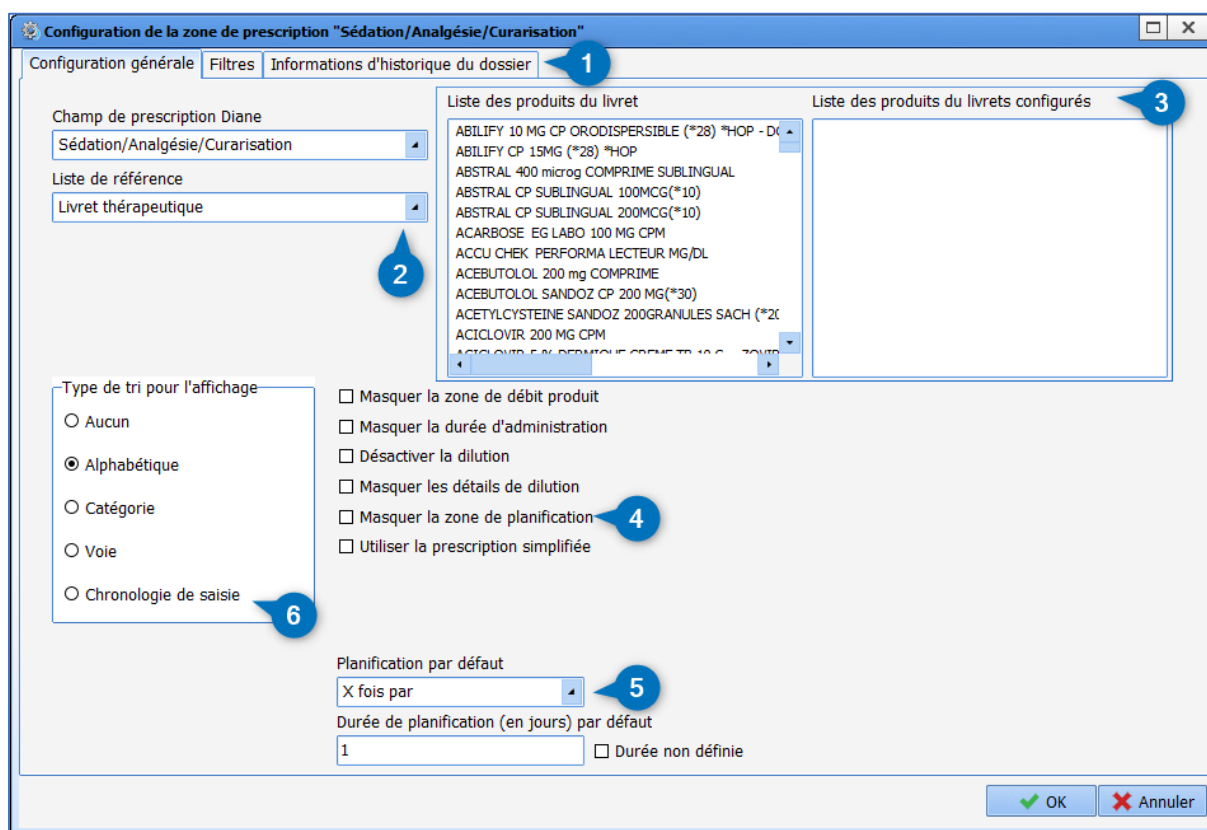 Configuration de la zone de prescription "Sédation/Analgésie/Curarisation"
Configuration générale Filtres Informations d'historique du dossier 1
Champ de prescription Diane
Sédation/Analgésie/Curarisation
Liste de référence
Livret thérapeutique
2
Liste des produits du livret
ABILIFY 10 MG CP ORODISPERSIBLE (*28) *HOP - DC
ABILIFY CP 15MG (*28) *HOP
ABSTRAL 400 microg COMPRIME SUBLINGUAL
ABSTRAL CP SUBLINGUAL 100MCG(*10)
ABSTRAL CP SUBLINGUAL 200MCG(*10)
ACARBOSE EG LABO 100 MG CPM
ACCU CHEK PERFORMA LECTEUR MG/DL
ACEBUTOLOL 200 mg COMPRIME
ACEBUTOLOL SANDOZ CP 200 MG(*30)
ACETYLCYSTEINE SANDOZ 200GRANULES SACH (*20
ACICLOVIR 200 MG CPM
ACICLOVIR 5 % DERMIQUE CREME TB 10 G
Liste des produits du livrets configurés 3
Type de tri pour l'affichage
Aucun
Alphabétique
Catégorie
Voie
Chronologie de saisie 6
Masquer la zone de débit produit
Masquer la durée d'administration
Désactiver la dilution
Masquer les détails de dilution
Masquer la zone de planification 4
Utiliser la prescription simplifiée
Planification par défaut
X fois par 5
Durée de planification (en jours) par défaut
1 Durée non définie
OK Annuler